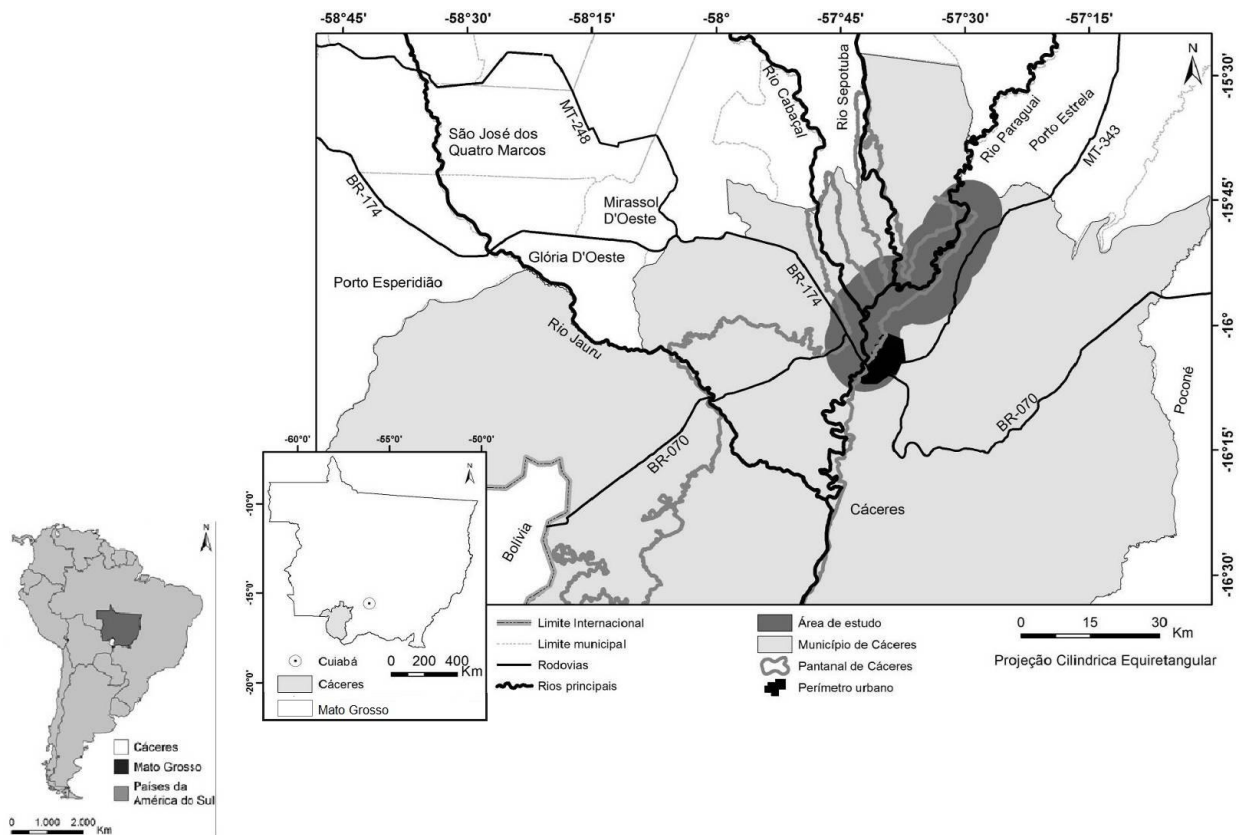 -58°45'
-58°30'
-58°15'
-58°
-57°45'
-57°30'
-57°15'
N
-15°30'
-15°45'
-16°
-16°15'
-16°30'
Rio Cabaçal
Rio Sepotuba
Rio Paraguai
Porto Estrela
MT-343
MT-248
São José dos
Quatro Marcos
BR-174
Mirassol
D'Oeste
Glória D'Oeste
BR-174
Porto Esperidião
Rio Jauru
Poconé
BR-070
BR-070
Cáceres
Bolívia
-60°0'
-55°0'
-50°0'
N
-10°0'
-15°0'
-20°0'
Cuiabá
0 200 400
Km
Cáceres
Mato Grosso
Limite Internacional
Limite municipal
Rodovias
Rios principais
Área de estudo
Município de Cáceres
Pantanal de Cáceres
Perímetro urbano
0 15 30
Km
Projeção Cilindrica Equiretangular
N
Cáceres
Mato Grosso
Países da
América do Sul
0 1.000 2.000
Km